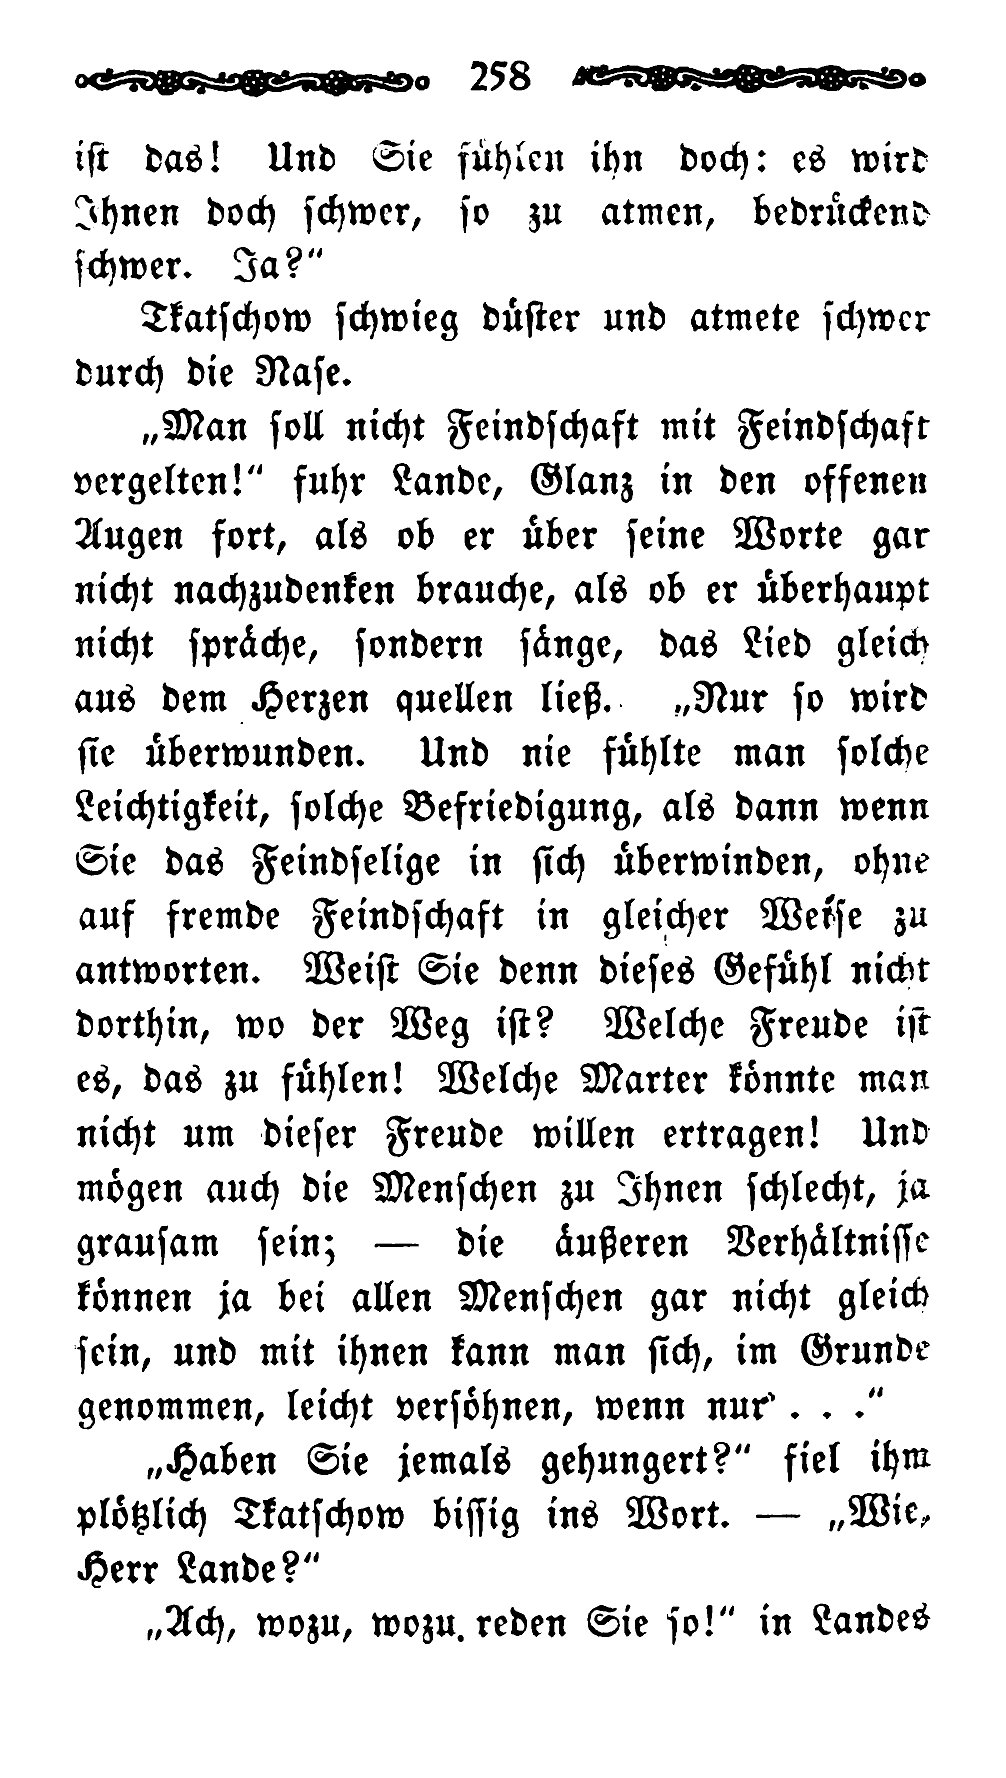 258
ist das! Und Sie fühlen ihn doch: es wird
Ihnen doch schwer, so zu atmen, bedrückend
schwer. Ja?“
Tkatschow schwieg düster und atmete schwer
durch die Nase.
„Man soll nicht Feindschaft mit Feindschaft
vergelten!“ fuhr Lande, Glanz in den offenen
Augen fort, als ob er über seine Worte gar
nicht nachzudenken brauche, als ob er überhaupt
nicht spräche, sondern sänge, das Lied gleich
aus dem Herzen quellen ließ. „Nur so wird
sie überwunden. Und nie fühlte man solche
Leichtigkeit, solche Befriedigung, als dann wenn
Sie das Feindselige in sich überwinden, ohne
auf fremde Feindschaft in gleicher Weise zu
antworten. Weist Sie denn dieses Gefühl nicht
dorthin, wo der Weg ist? Welche Freude ist
es, das zu fühlen! Welche Marter könnte man
nicht um dieser Freude willen ertragen! Und
mögen auch die Menschen zu Ihnen schlecht, ja
grausam sein; — die äußeren Verhältnisse
können ja bei allen Menschen gar nicht gleich
sein, und mit ihnen kann man sich, im Grunde
genommen, leicht versöhnen, wenn nur . . .“
„Haben Sie jemals gehungert?“ fiel ihm
plötzlich Tkatschow bissig ins Wort. — „Wie,
Herr Lande?“
„Ach, wozu, wozu reden Sie so!“ in Landes